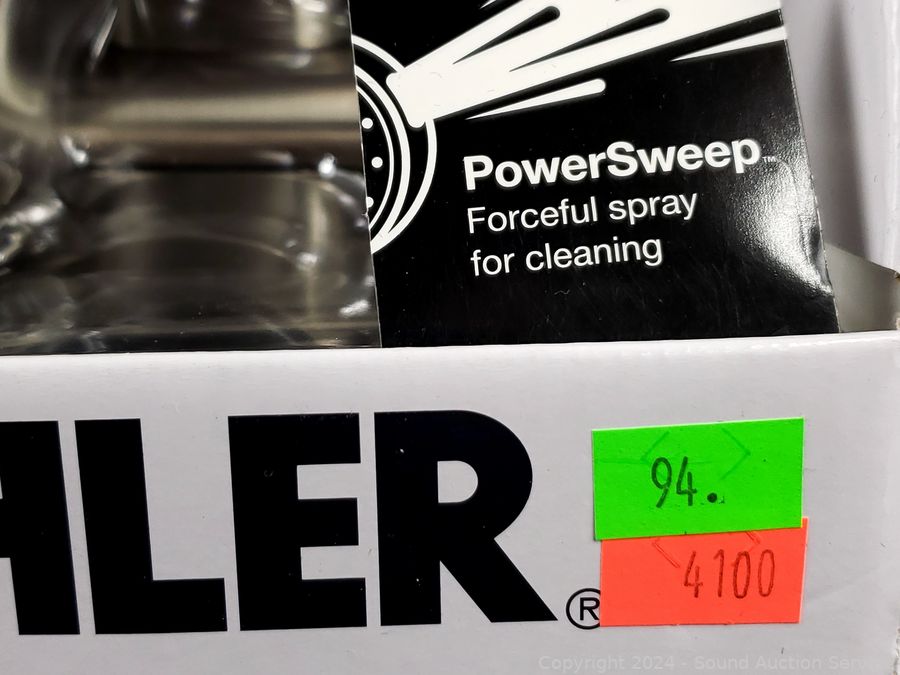 PowerSweep™
Forceful spray
for cleaning
HLER®
94.
4100
Copyright 2024 - Sound Auction Servi